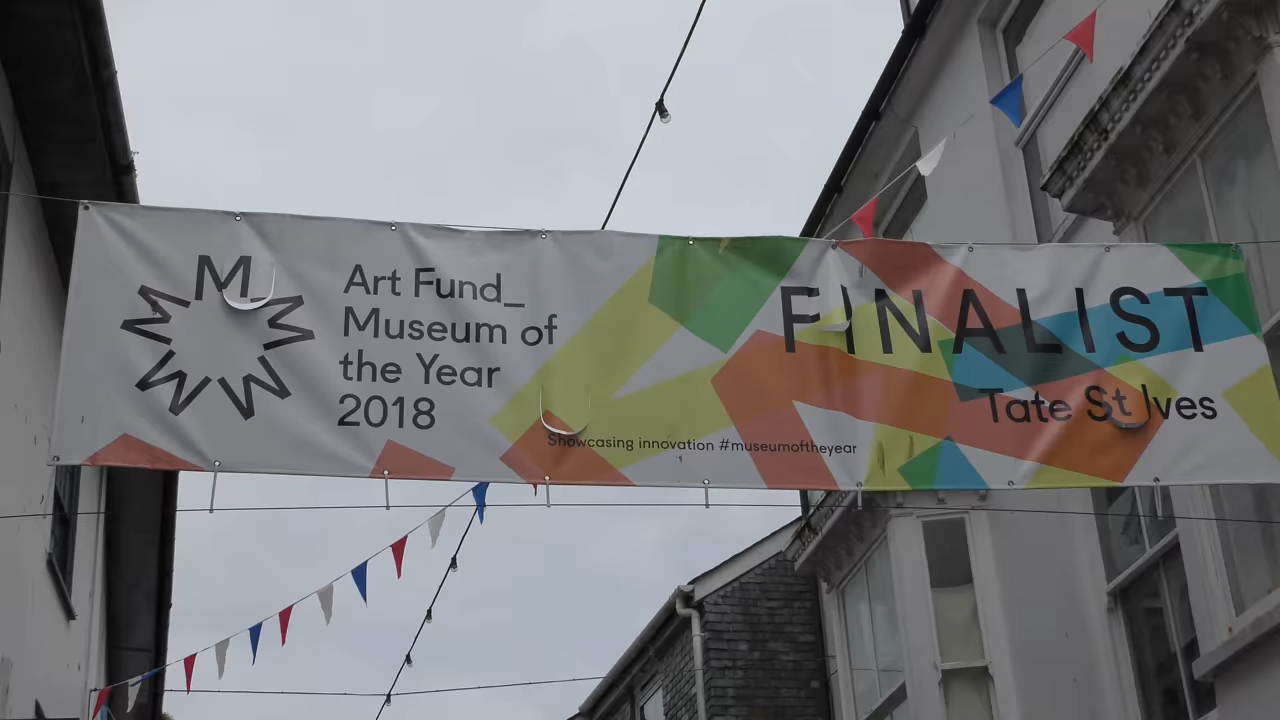 M
Art Fund_
Museum of
the Year
2018
Showcasing innovation #museumoftheyear
FINALIST
Tate St Ives